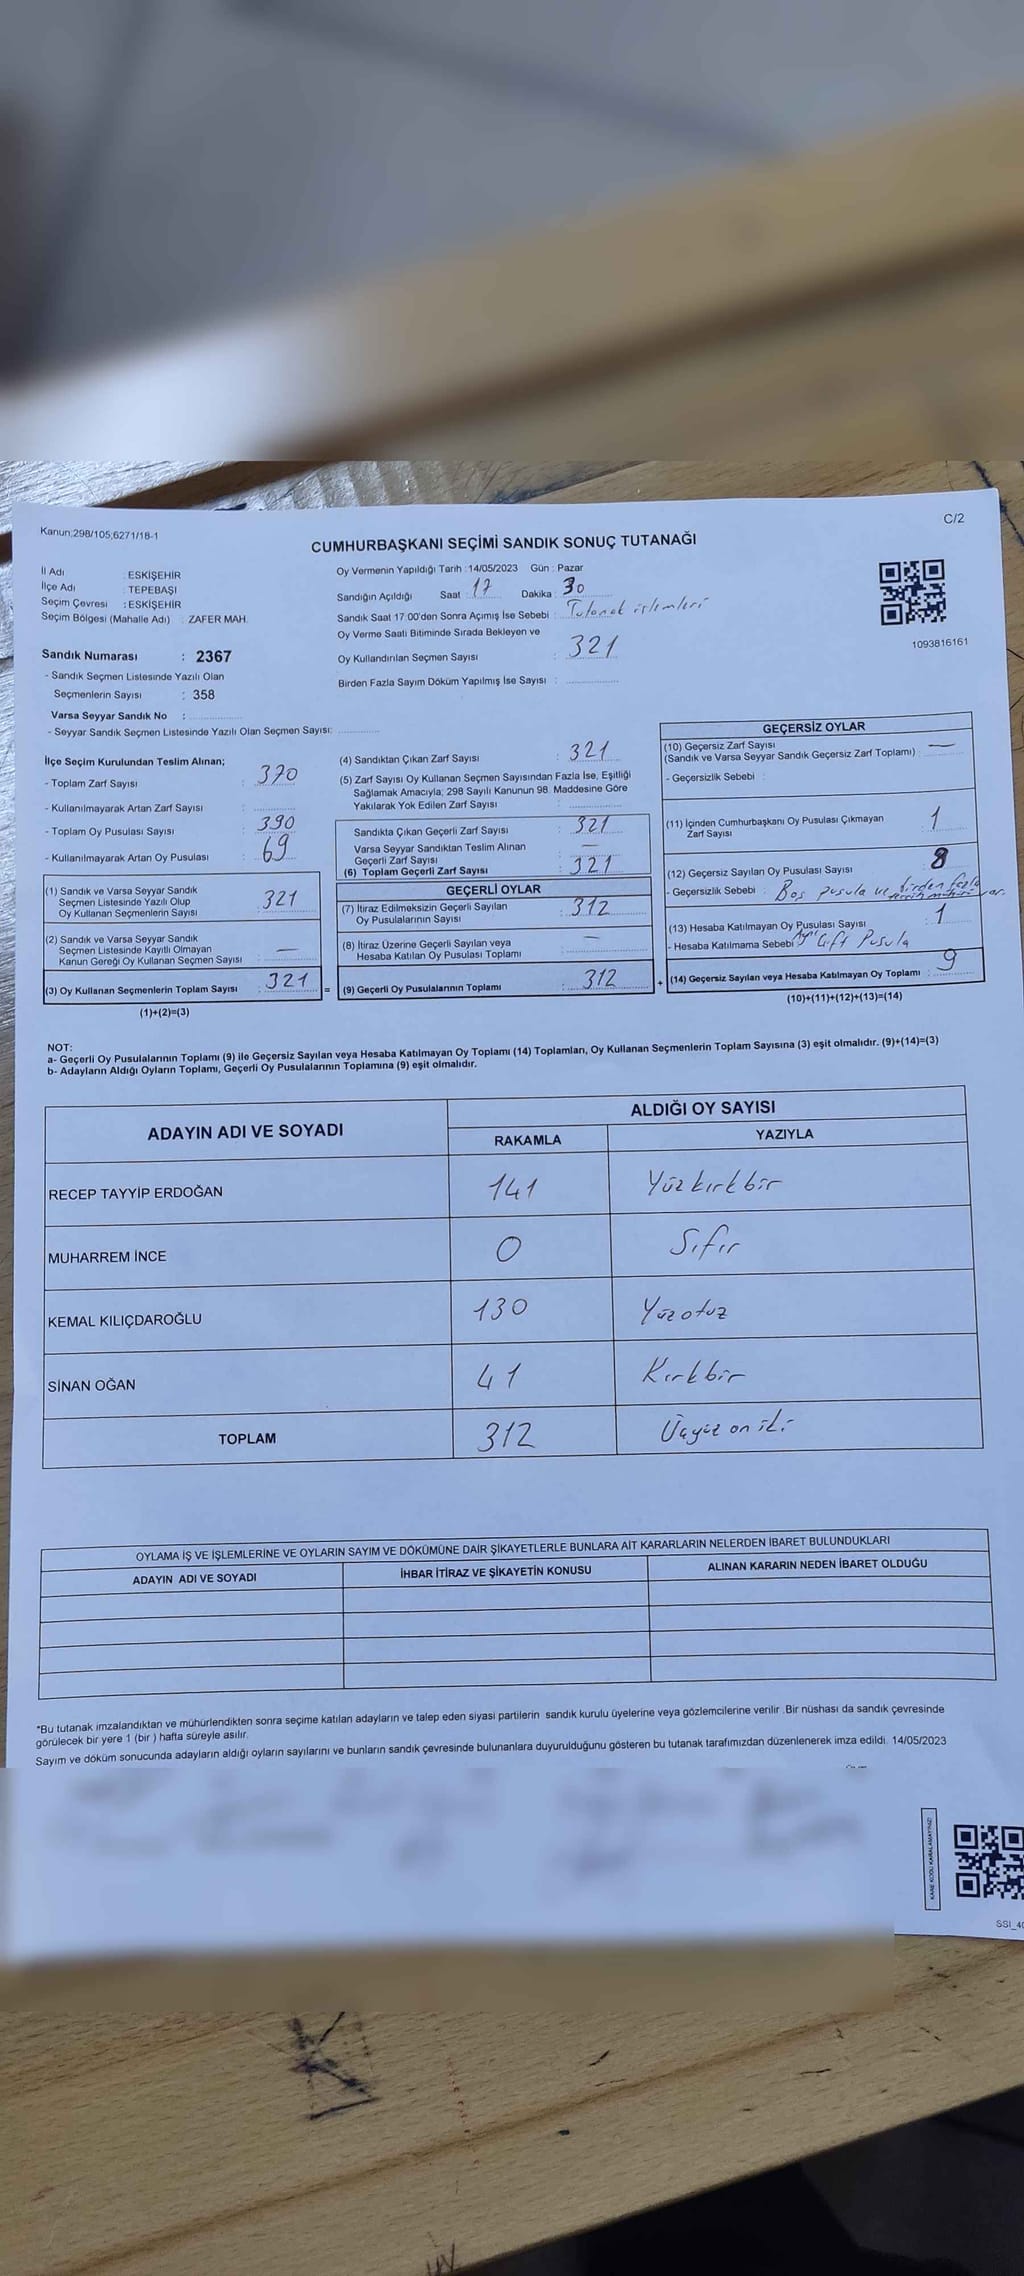 Kanun;298/105;6271/18-1
C/2
CUMHURBAŞKANI SEÇİMİ SANDIK SONUÇ TUTANAĞI
İl Adı : ESKİŞEHİR
İlçe Adı : TEPEBAŞI
Seçim Çevresi : ESKİŞEHİR
Seçim Bölgesi (Mahalle Adı) : ZAFER MAH.
Sandık Numarası : 2367
- Sandık Seçmen Listesinde Yazılı Olan
Seçmenlerin Sayısı : 358
Varsa Seyyar Sandık No :
- Seyyar Sandık Seçmen Listesinde Yazılı Olan Seçmen Sayısı:
Oy Vermenin Yapıldığı Tarih : 14/05/2023 Gün : Pazar
Sandığın Açıldığı Saat : 17 Dakika : 30
Sandık Saat 17:00'den Sonra Açımış İse Sebebi : Tutanak işlemleri
Oy Verme Saati Bitiminde Sırada Bekleyen ve
Oy Kullandırılan Seçmen Sayısı : 321
Birden Fazla Sayım Döküm Yapılmış İse Sayısı :
1093816161
İlçe Seçim Kurulundan Teslim Alınan;
- Toplam Zarf Sayısı : 370
- Kullanılmayarak Artan Zarf Sayısı :
- Toplam Oy Pusulası Sayısı : 390
- Kullanılmayarak Artan Oy Pusulası : 69
(1) Sandık ve Varsa Seyyar Sandık
Seçmen Listesinde Yazılı Olup
Oy Kullanan Seçmenlerin Sayısı : 321
(2) Sandık ve Varsa Seyyar Sandık
Seçmen Listesinde Kayıtlı Olmayan
Kanun Gereği Oy Kullanan Seçmen Sayısı : —
(3) Oy Kullanan Seçmenlerin Toplam Sayısı : 321 =
(1)+(2)=(3)
(4) Sandıktan Çıkan Zarf Sayısı : 321
(5) Zarf Sayısı Oy Kullanan Seçmen Sayısından Fazla İse, Eşitliği
Sağlamak Amacıyla; 298 Sayılı Kanunun 98. Maddesine Göre
Yakılarak Yok Edilen Zarf Sayısı :
Sandıkta Çıkan Geçerli Zarf Sayısı : 321
Varsa Seyyar Sandıktan Teslim Alınan
Geçerli Zarf Sayısı : —
(6) Toplam Geçerli Zarf Sayısı : 321
GEÇERLİ OYLAR
(7) İtiraz Edilmeksizin Geçerli Sayılan
Oy Pusulalarının Sayısı : 312
(8) İtiraz Üzerine Geçerli Sayılan veya
Hesaba Katılan Oy Pusulası Toplamı : —
(9) Geçerli Oy Pusulalarının Toplamı : 312 +
GEÇERSİZ OYLAR
(10) Geçersiz Zarf Sayısı
(Sandık ve Varsa Seyyar Sandık Geçersiz Zarf Toplamı) : —
- Geçersizlik Sebebi :
(11) İçinden Cumhurbaşkanı Oy Pusulası Çıkmayan
Zarf Sayısı : 1
(12) Geçersiz Sayılan Oy Pusulası Sayısı : 8
- Geçersizlik Sebebi : Boş pusula ve birden fazla
(13) Hesaba Katılmayan Oy Pusulası Sayısı : 1
- Hesaba Katılmama Sebebi : Çift Pusula
(14) Geçersiz Sayılan veya Hesaba Katılmayan Oy Toplamı : 9
(10)+(11)+(12)+(13)=(14)
NOT:
a- Geçerli Oy Pusulalarının Toplamı (9) ile Geçersiz Sayılan veya Hesaba Katılmayan Oy Toplamı (14) Toplamları, Oy Kullanan Seçmenlerin Toplam Sayısına (3) eşit olmalıdır. (9)+(14)=(3)
b- Adayların Aldığı Oyların Toplamı, Geçerli Oy Pusulalarının Toplamına (9) eşit olmalıdır.
ADAYIN ADI VE SOYADI
ALDIĞI OY SAYISI
RAKAMLA YAZIYLA
RECEP TAYYİP ERDOĞAN 141 Yüzkırkbir
MUHARREM İNCE 0 Sıfır
KEMAL KILIÇDAROĞLU 130 Yüzotuz
SİNAN OĞAN 41 Kırkbir
TOPLAM 312 Üçyüz on iki
OYLAMA İŞ VE İŞLEMLERİNE VE OYLARIN SAYIM VE DÖKÜMÜNE DAİR ŞİKAYETLERLE BUNLARA AİT KARARLARIN NELERDEN İBARET BULUNDUKLARI
ADAYIN ADI VE SOYADI İHBAR İTİRAZ VE ŞİKAYETİN KONUSU ALINAN KARARIN NEDEN İBARET OLDUĞU
*Bu tutanak imzalandıktan ve mühürlendikten sonra seçime katılan adayların ve talep eden siyasi partilerin sandık kurulu üyelerine veya gözlemcilerine verilir .Bir nüshası da sandık çevresinde
görülecek bir yere 1 (bir ) hafta süreyle asılır.
Sayım ve döküm sonucunda adayların aldığı oyların sayılarını ve bunların sandık çevresinde bulunanlara duyurulduğunu gösteren bu tutanak tarafımızdan düzenlenerek imza edildi. 14/05/2023
KARE KODU KARALAMAYINIZ!
SSI_40